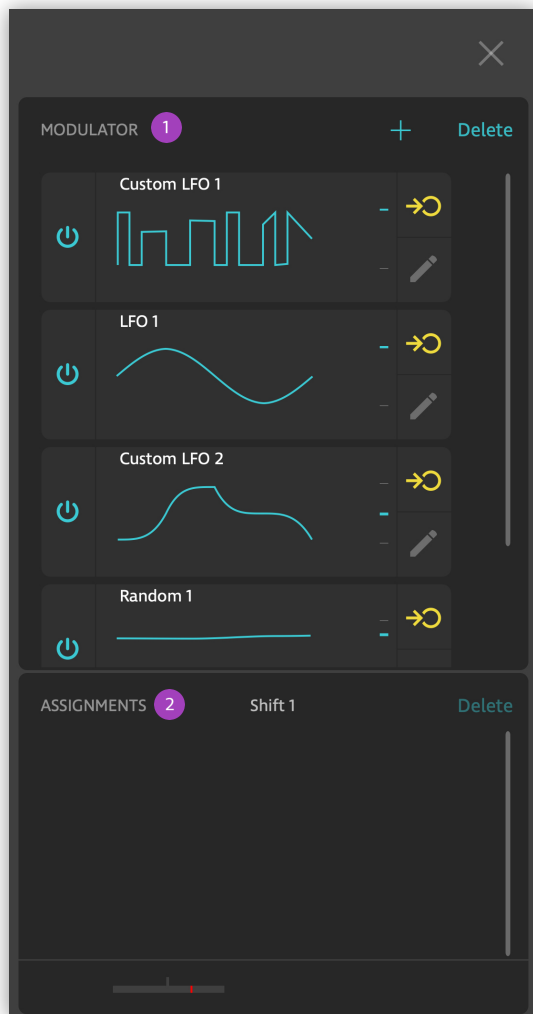 MODULATOR 1 Delete
Custom LFO 1
LFO 1
Custom LFO 2
Random 1
ASSIGNMENTS 2 Shift 1 Delete